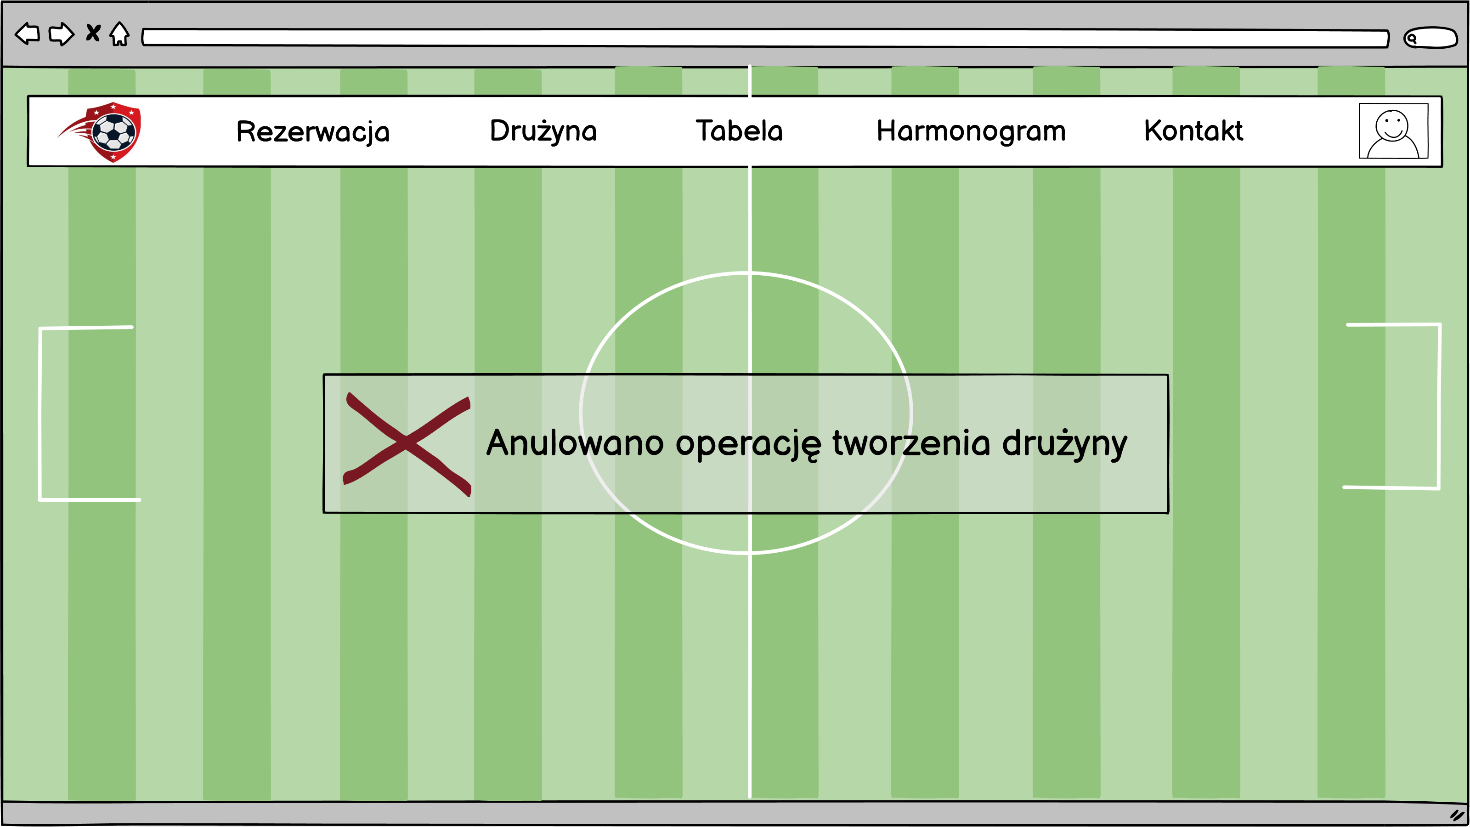 Rezerwacja Drużyna Tabela Harmonogram Kontakt
Anulowano operację tworzenia drużyny